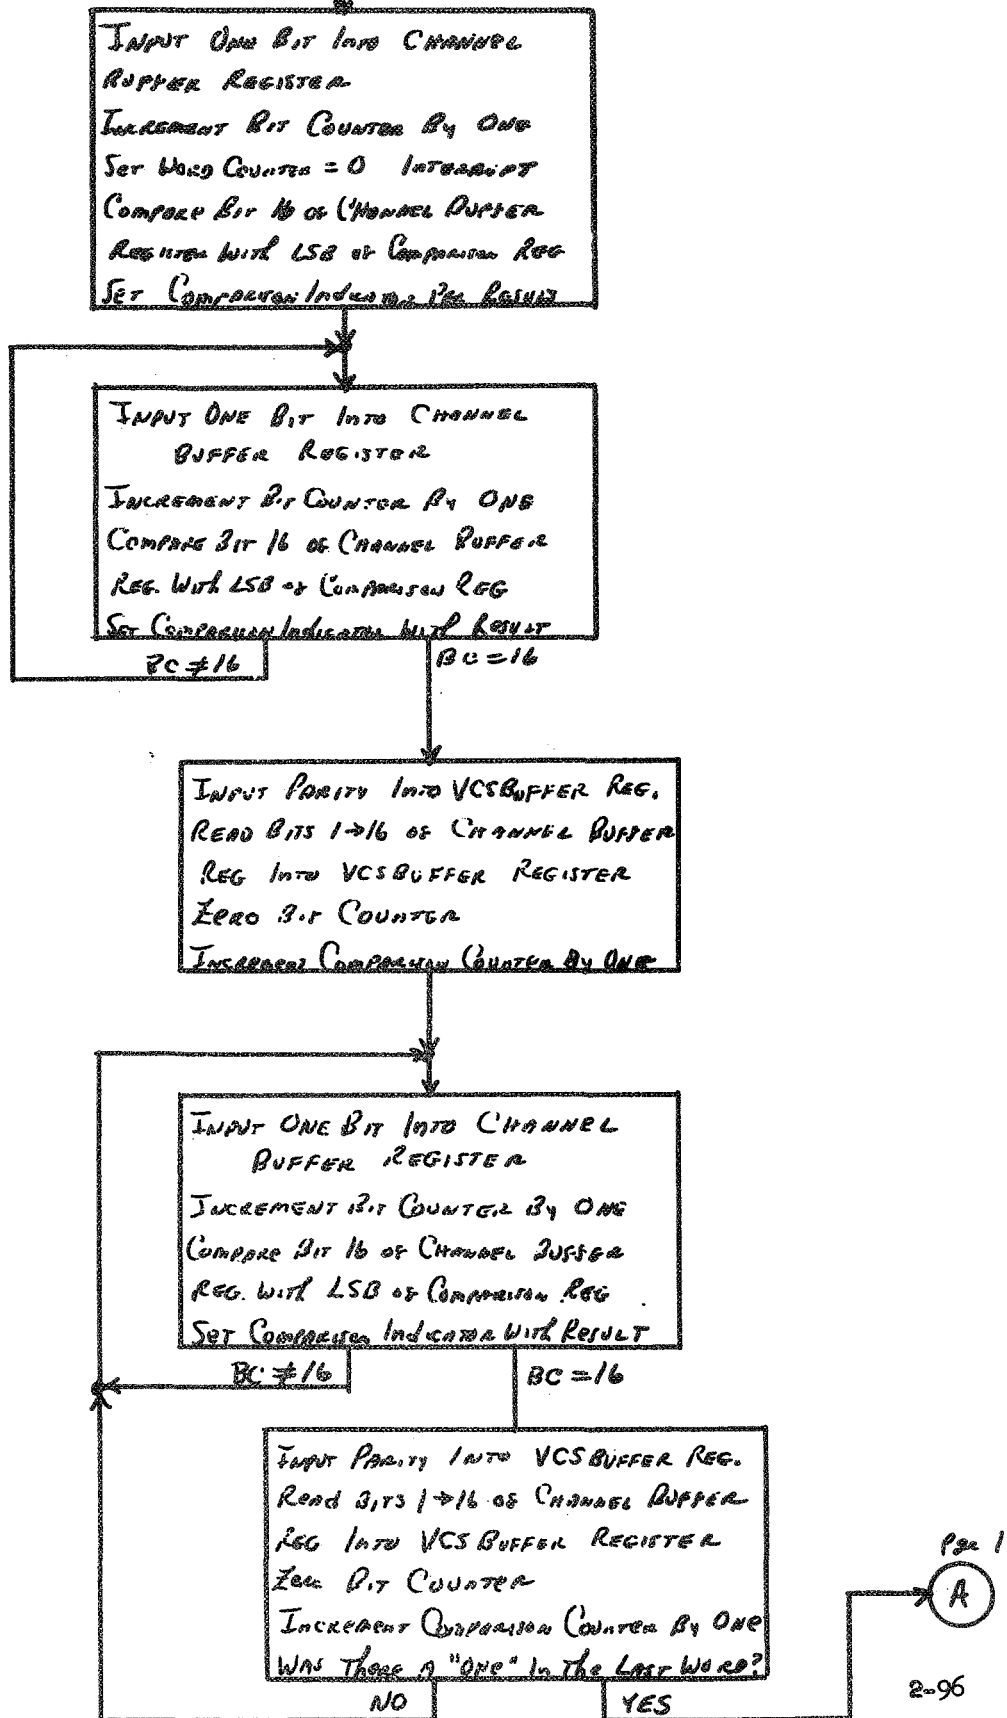 INPUT ONE BIT INTO CHANNEL
BUFFER REGISTER
INCREMENT BIT COUNTER BY ONE
SET WORD COUNTER = 0 INTERRUPT
COMPARE BIT 16 OF CHANNEL BUFFER
REGISTER WITH LSB OF COMPARISON REG
SET COMPARISON INDICATOR PER RESULT
INPUT ONE BIT INTO CHANNEL
BUFFER REGISTER
INCREMENT BIT COUNTER BY ONE
COMPARE BIT 16 OF CHANNEL BUFFER
REG. WITH LSB OF COMPARISON REG
SET COMPARISON INDICATOR WITH RESULT
BC ≠ 16
BC = 16
INPUT PARITY INTO VCS BUFFER REG.
READ BITS 1→16 OF CHANNEL BUFFER
REG INTO VCS BUFFER REGISTER
ZERO BIT COUNTER
INCREMENT COMPARISON COUNTER BY ONE
INPUT ONE BIT INTO CHANNEL
BUFFER REGISTER
INCREMENT BIT COUNTER BY ONE
COMPARE BIT 16 OF CHANNEL BUFFER
REG. WITH LSB OF COMPARISON REG
SET COMPARISON INDICATOR WITH RESULT
BC ≠ 16
BC = 16
INPUT PARITY INTO VCS BUFFER REG.
READ BITS 1→16 OF CHANNEL BUFFER
REG INTO VCS BUFFER REGISTER
ZERO BIT COUNTER
INCREMENT COMPARISON COUNTER BY ONE
WAS THERE A "ONE" IN THE LAST WORD?
NO
YES
Pge 1
A
2-96